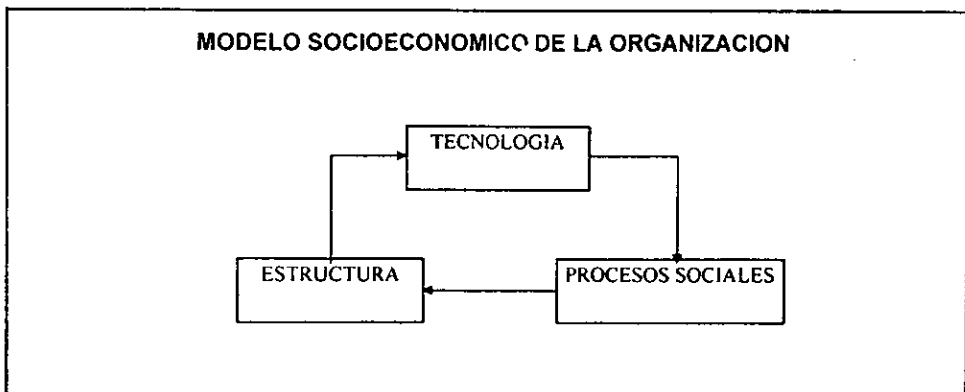 MODELO SOCIOECONOMICO DE LA ORGANIZACION
TECNOLOGIA
ESTRUCTURA
PROCESOS SOCIALES